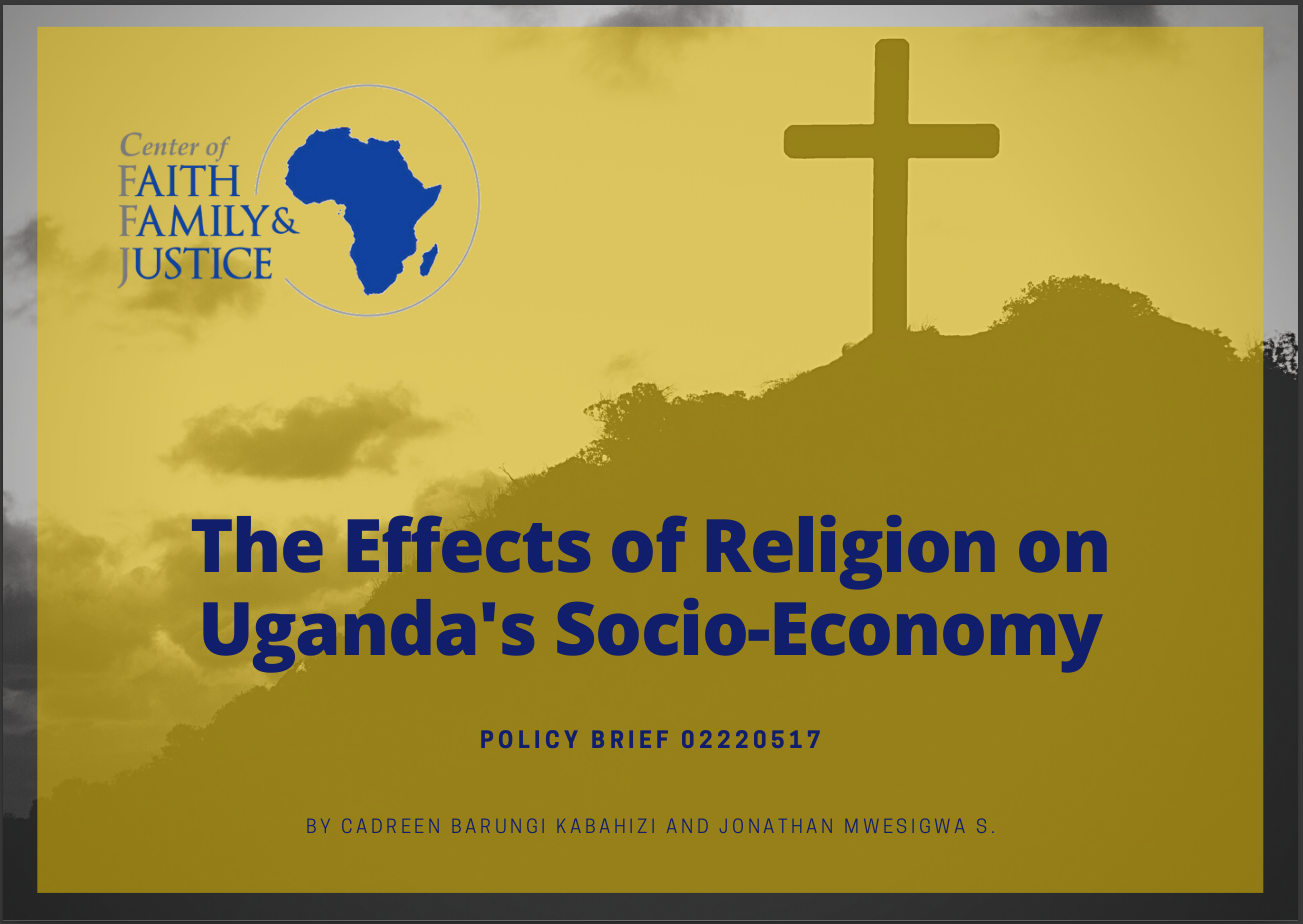 Center of
FAITH
FAMILY&
JUSTICE
The Effects of Religion on
Uganda's Socio-Economy
POLICY BRIEF 02220517
BY CADREEN BARUNGI KABAHIZI AND JONATHAN MWESIGWA S.